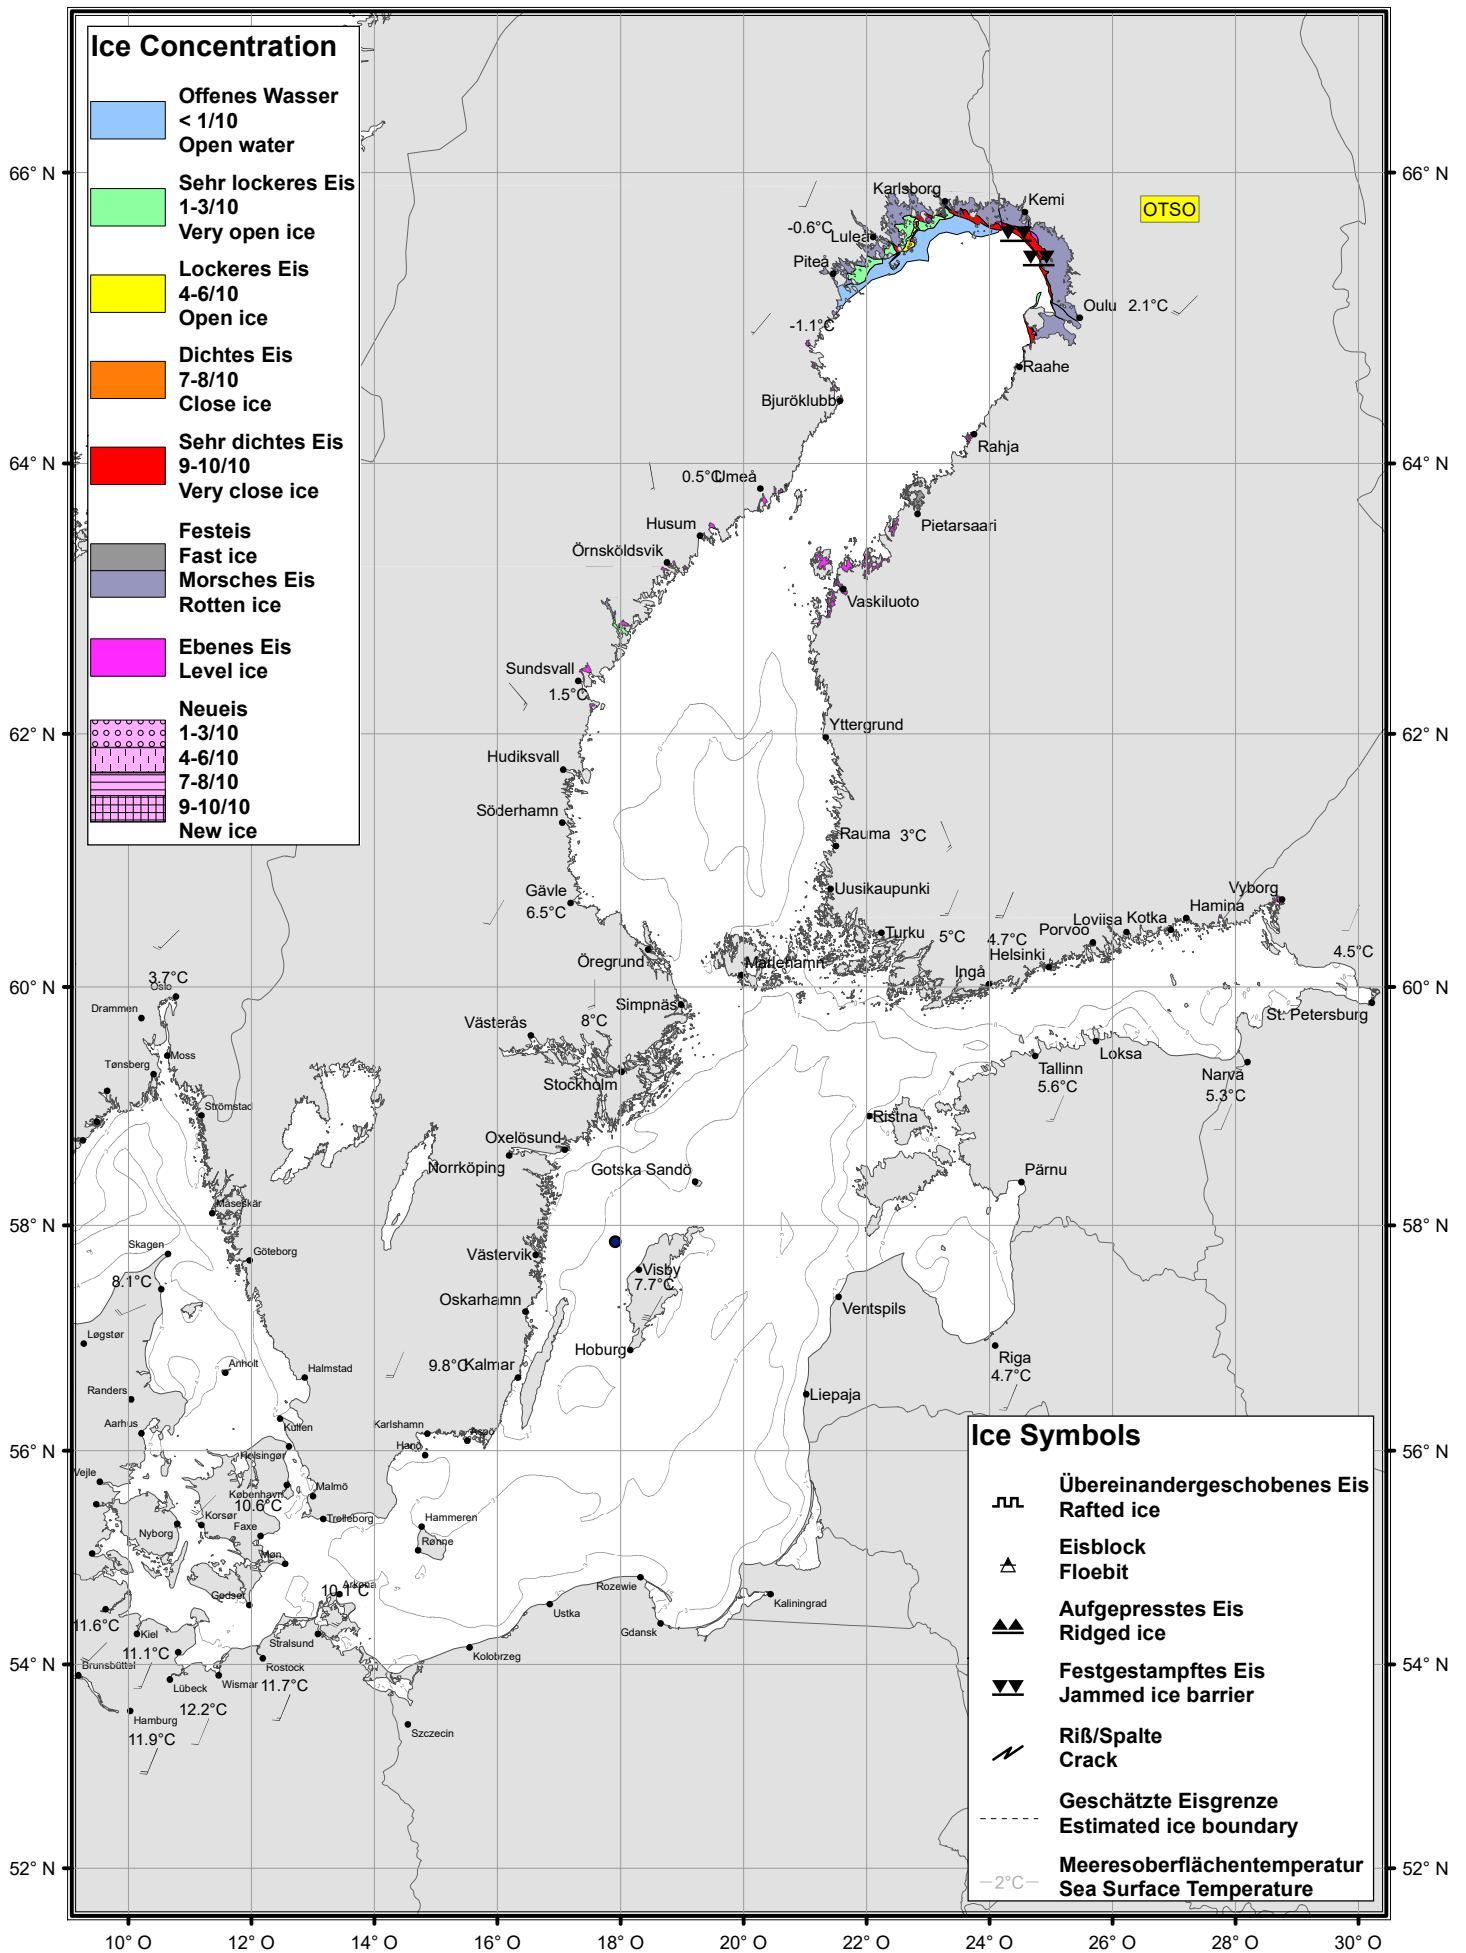 Ice Concentration
Offenes Wasser
< 1/10
Open water
Sehr lockeres Eis
1-3/10
Very open ice
Lockeres Eis
4-6/10
Open ice
Dichtes Eis
7-8/10
Close ice
Sehr dichtes Eis
9-10/10
Very close ice
Festeis
Fast ice
Morsches Eis
Rotten ice
Ebenes Eis
Level ice
Neueis
1-3/10
4-6/10
7-8/10
9-10/10
New ice
66° N
66° N
64° N
64° N
62° N
62° N
60° N
60° N
58° N
58° N
56° N
56° N
54° N
54° N
52° N
52° N
OTSO
Karlsborg
Kemi
-0.6°C
Luleå
Piteå
Oulu 2.1°C
-1.1°C
Raahe
Bjuröklubb
Rahja
0.5°C
Umeå
Husum
Pietarsaari
Örnsköldsvik
Vaskiluoto
Sundsvall
1.5°C
Yttergrund
Hudiksvall
Söderhamn
Rauma 3°C
Gävle
6.5°C
Uusikaupunki
Vyborg
Hamina
Loviisa
Kotka
Porvoo
Turku
5°C
4.7°C
Helsinki
4.5°C
Öregrund
Mariehamn
Ingå
3.7°C
Oslo
Drammen
Simpnäs
8°C
Västerås
St. Petersburg
Moss
Tønsberg
Stockholm
Loksa
Tallinn
5.6°C
Narva
5.3°C
Strömstad
Ristna
Oxelösund
Norrköping
Gotska Sandö
Pärnu
Måseskär
Skagen
Göteborg
Västervik
8.1°C
Visby
7.7°C
Oskarhamn
Ventspils
Løgstør
Hoburg
Riga
4.7°C
Anholt
Halmstad
9.8°C
Kalmar
Randers
Liepaja
Aarhus
Kullen
Karlshamn
Aspö
Hanö
Helsingør
Vejle
København
10.6°C
Malmö
Korsør
Faxe
Trelleborg
Hammeren
Nyborg
Rønne
Møn
Gedser
10.1°C
Arkona
Rozewie
Kaliningrad
Ustka
11.6°C
Kiel
Gdansk
11.1°C
Stralsund
Kolobrzeg
Brunsbüttel
Rostock
Lübeck
Wismar
11.7°C
12.2°C
Hamburg
11.9°C
Szczecin
Ice Symbols
Übereinandergeschobenes Eis
Rafted ice
Eisblock
Floebit
Aufgepresstes Eis
Ridged ice
Festgestampftes Eis
Jammed ice barrier
Riß/Spalte
Crack
Geschätzte Eisgrenze
Estimated ice boundary
2°C
Meeresoberflächentemperatur
Sea Surface Temperature
10° O
12° O
14° O
16° O
18° O
20° O
22° O
24° O
26° O
28° O
30° O